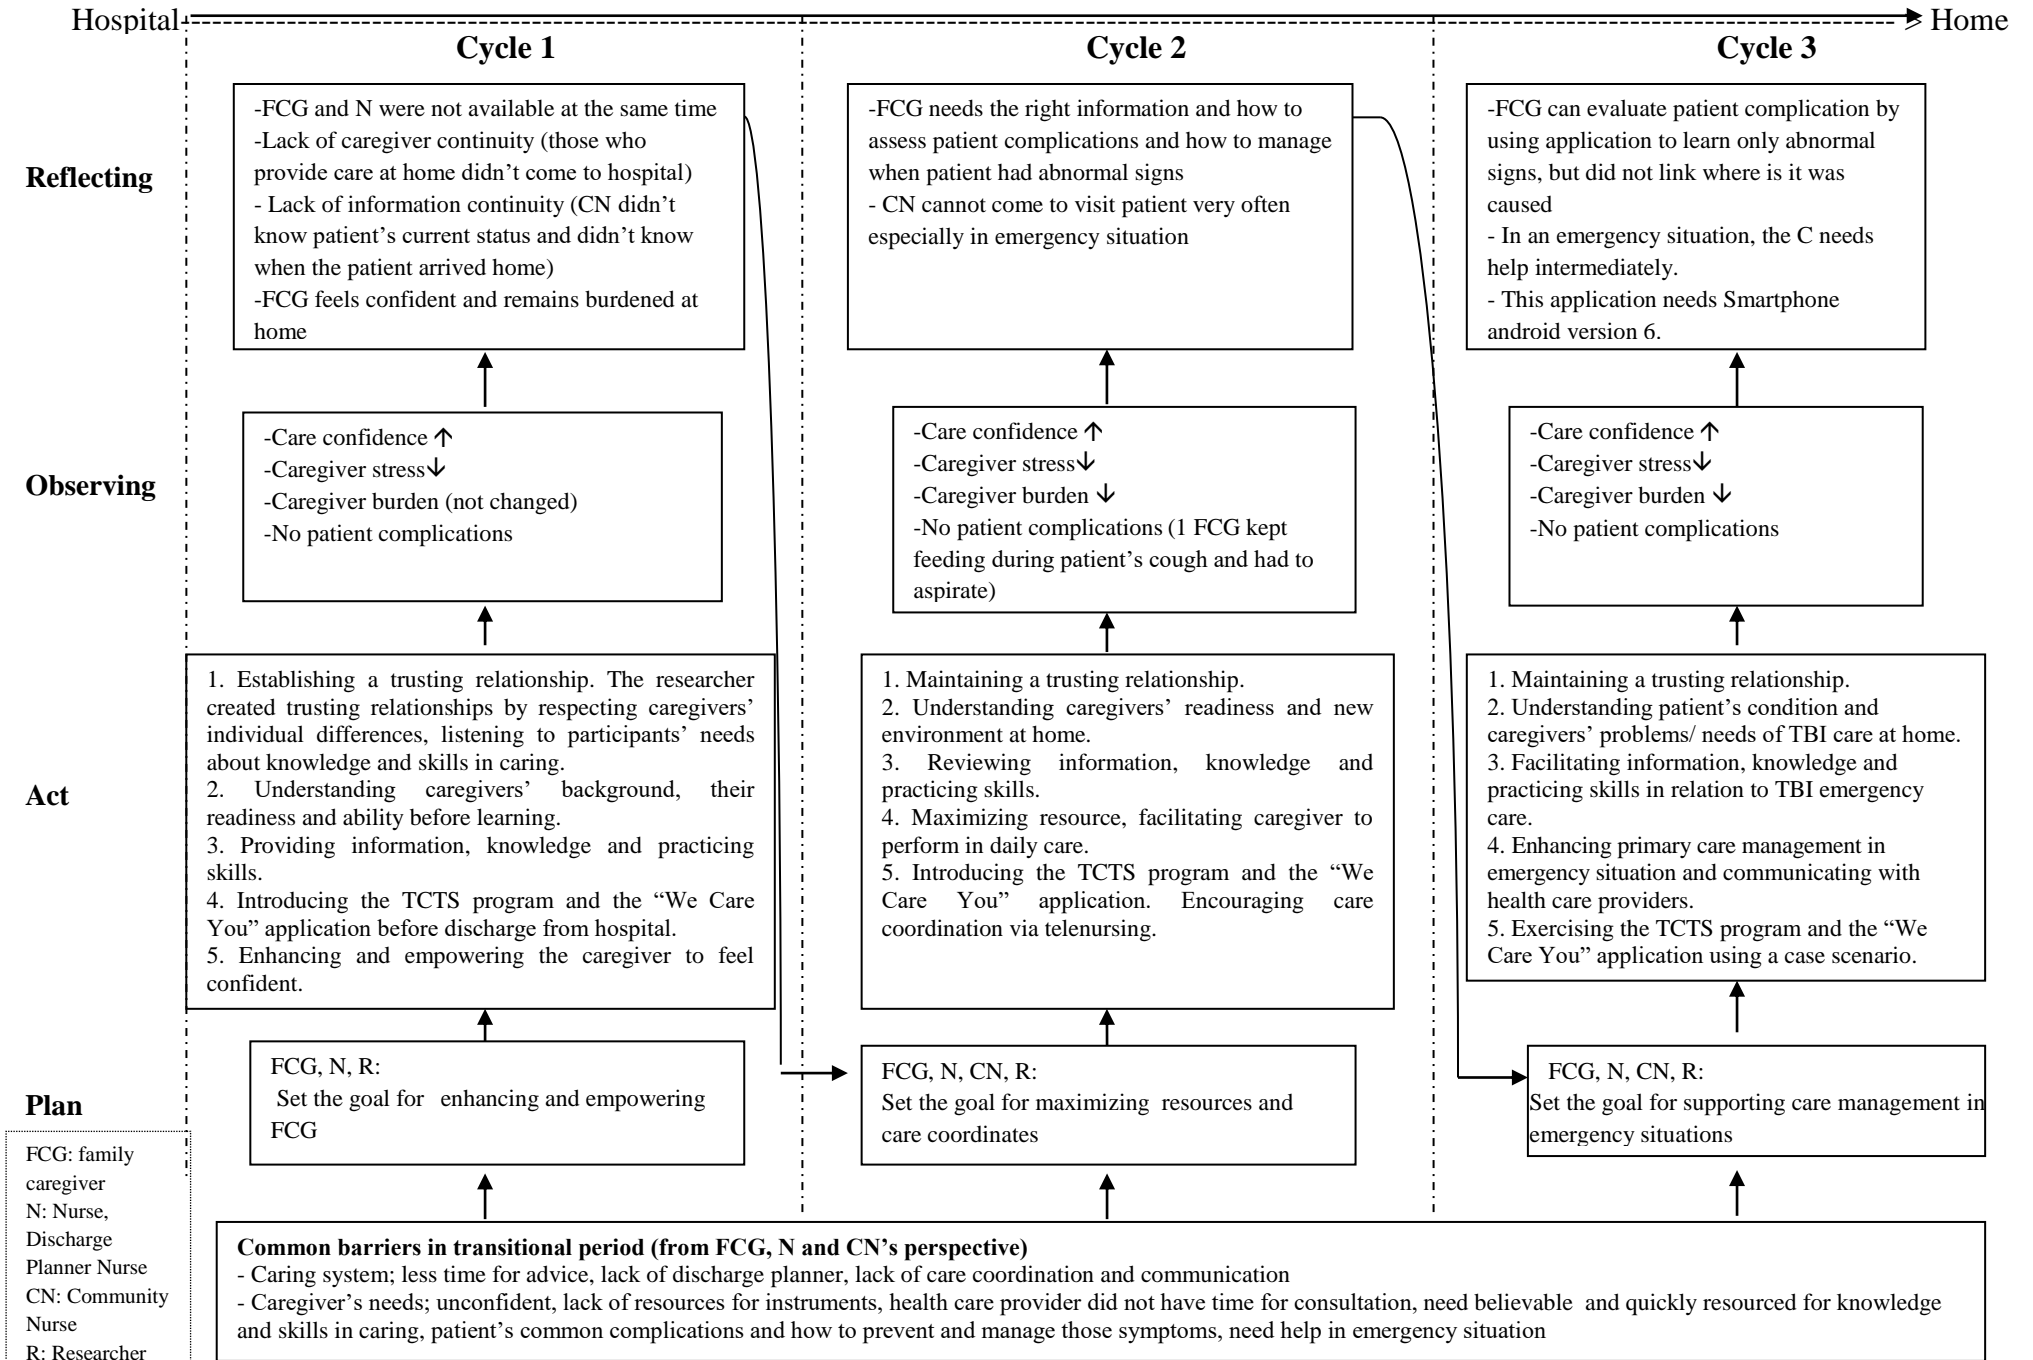 Hospital
Home
Cycle 1
Cycle 2
Cycle 3
Reflecting
-FCG and N were not available at the same time
-Lack of caregiver continuity (those who
provide care at home didn’t come to hospital)
- Lack of information continuity (CN didn’t
know patient’s current status and didn’t know
when the patient arrived home)
-FCG feels confident and remains burdened at
home
-FCG needs the right information and how to
assess patient complications and how to manage
when patient had abnormal signs
- CN cannot come to visit patient very often
especially in emergency situation
-FCG can evaluate patient complication by
using application to learn only abnormal
signs, but did not link where is it was
caused
- In an emergency situation, the C needs
help intermediately.
- This application needs Smartphone
android version 6.
Observing
-Care confidence ↑
-Caregiver stress↓
-Caregiver burden (not changed)
-No patient complications
-Care confidence ↑
-Caregiver stress↓
-Caregiver burden ↓
-No patient complications (1 FCG kept
feeding during patient’s cough and had to
aspirate)
-Care confidence ↑
-Caregiver stress↓
-Caregiver burden ↓
-No patient complications
Act
1. Establishing a trusting relationship. The researcher
created trusting relationships by respecting caregivers’
individual differences, listening to participants’ needs
about knowledge and skills in caring.
2. Understanding caregivers’ background, their
readiness and ability before learning.
3. Providing information, knowledge and practicing
skills.
4. Introducing the TCTS program and the “We Care
You” application before discharge from hospital.
5. Enhancing and empowering the caregiver to feel
confident.
1. Maintaining a trusting relationship.
2. Understanding caregivers’ readiness and new
environment at home.
3. Reviewing information, knowledge and
practicing skills.
4. Maximizing resource, facilitating caregiver to
perform in daily care.
5. Introducing the TCTS program and the “We
Care You” application. Encouraging care
coordination via telenursing.
1. Maintaining a trusting relationship.
2. Understanding patient’s condition and
caregivers’ problems/ needs of TBI care at home.
3. Facilitating information, knowledge and
practicing skills in relation to TBI emergency
care.
4. Enhancing primary care management in
emergency situation and communicating with
health care providers.
5. Exercising the TCTS program and the “We
Care You” application using a case scenario.
Plan
FCG, N, R:
Set the goal for enhancing and empowering
FCG
FCG, N, CN, R:
Set the goal for maximizing resources and
care coordinates
FCG, N, CN, R:
Set the goal for supporting care management in
emergency situations
FCG: family
caregiver
N: Nurse,
Discharge
Planner Nurse
CN: Community
Nurse
R: Researcher
Common barriers in transitional period (from FCG, N and CN’s perspective)
- Caring system; less time for advice, lack of discharge planner, lack of care coordination and communication
- Caregiver’s needs; unconfident, lack of resources for instruments, health care provider did not have time for consultation, need believable and quickly resourced for knowledge
and skills in caring, patient’s common complications and how to prevent and manage those symptoms, need help in emergency situation